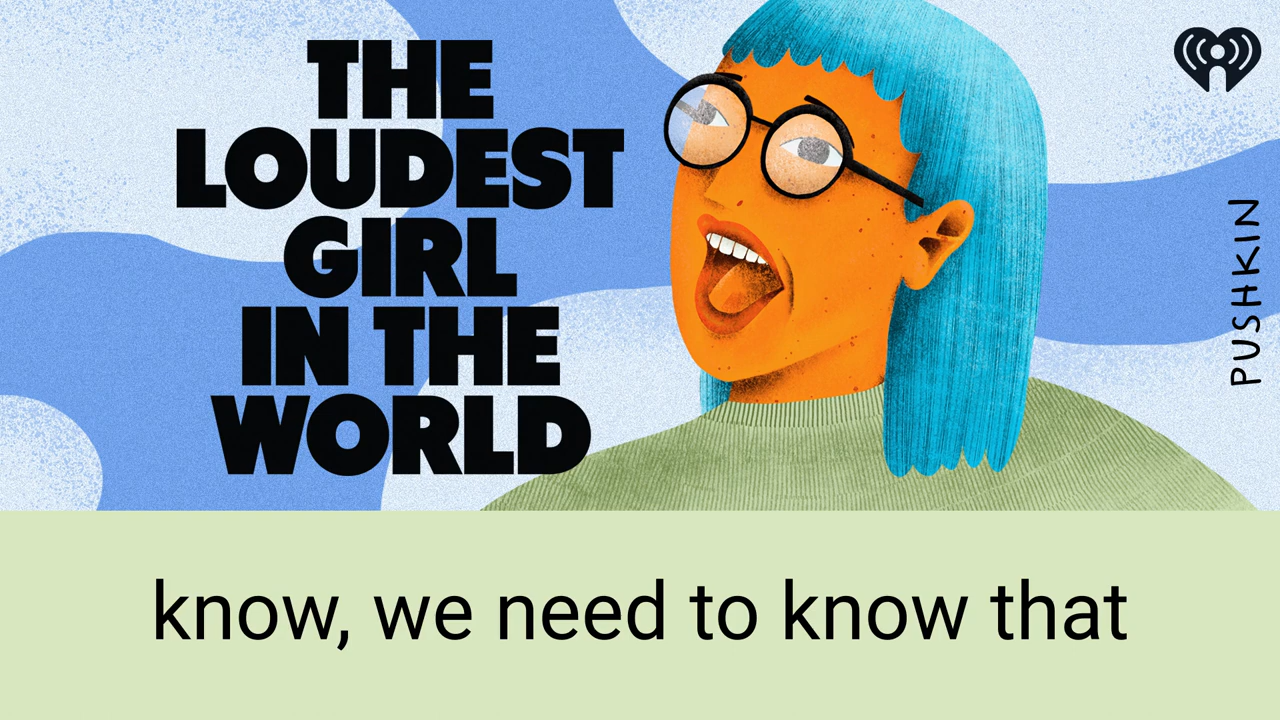 THE
LOUDEST
GIRL
IN THE
WORLD
PUSHKIN
know, we need to know that